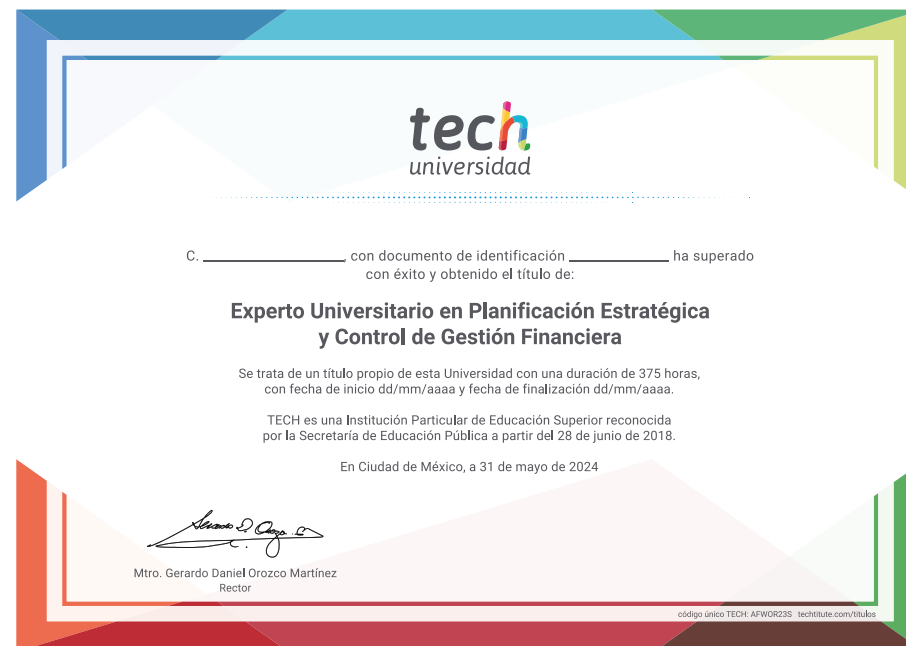 tech
universidad
C. ____________, con documento de identificación ____________ ha superado
con éxito y obtenido el título de:
Experto Universitario en Planificación Estratégica
y Control de Gestión Financiera
Se trata de un título propio de esta Universidad con una duración de 375 horas,
con fecha de inicio dd/mm/aaaa y fecha de finalización dd/mm/aaaa.
TECH es una Institución Particular de Educación Superior reconocida
por la Secretaría de Educación Pública a partir del 28 de junio de 2018.
En Ciudad de México, a 31 de mayo de 2024
Mtro. Gerardo Daniel Orozco Martínez
Rector
código único TECH: AFWOR23S techtitute.com/titulos